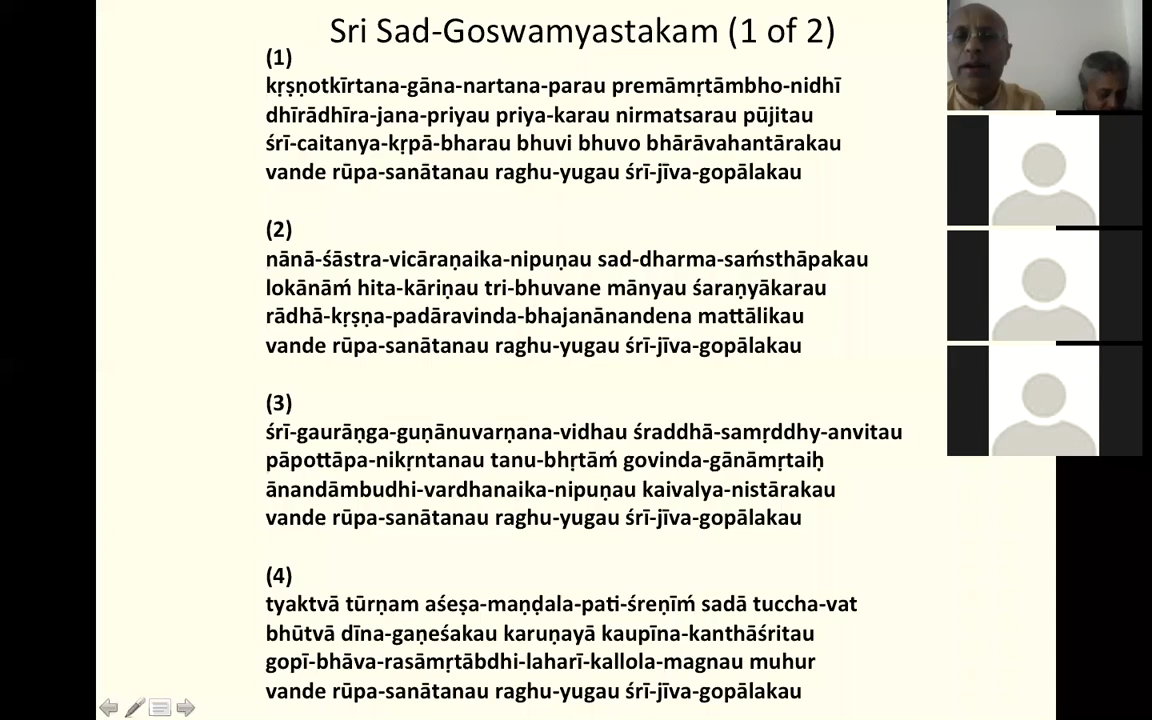 Sri Sad-Goswamyastakam (1 of 2)
(1)
kṛṣṇotkīrtana-gāna-nartana-parau premāmṛtāmbho-nidhī
dhīrādhīra-jana-priyau priya-karau nirmatsarau pūjitau
śrī-caitanya-kṛpā-bharau bhuvi bhuvo bhārāvahantārakau
vande rūpa-sanātanau raghu-yugau śrī-jīva-gopālakau
(2)
nānā-śāstra-vicāraṇaika-nipuṇau sad-dharma-saṁsthāpakau
lokānāṁ hita-kāriṇau tri-bhuvane mānyau śaraṇyākarau
rādhā-kṛṣṇa-padāravinda-bhajanānandena mattālikau
vande rūpa-sanātanau raghu-yugau śrī-jīva-gopālakau
(3)
śrī-gaurāṇga-guṇānuvarṇana-vidhau śraddhā-samṛddhy-anvitau
pāpottāpa-nikṛntanau tanu-bhṛtāṁ govinda-gānāmṛtaiḥ
ānandāmbudhi-vardhanaika-nipuṇau kaivalya-nistārakau
vande rūpa-sanātanau raghu-yugau śrī-jīva-gopālakau
(4)
tyaktvā tūrṇam aśeṣa-maṇḍala-pati-śreṇīṁ sadā tuccha-vat
bhūtvā dīna-gaṇeśakau karuṇayā kaupīna-kanthāśritau
gopī-bhāva-rasāmṛtābdhi-laharī-kallola-magnau muhur
vande rūpa-sanātanau raghu-yugau śrī-jīva-gopālakau